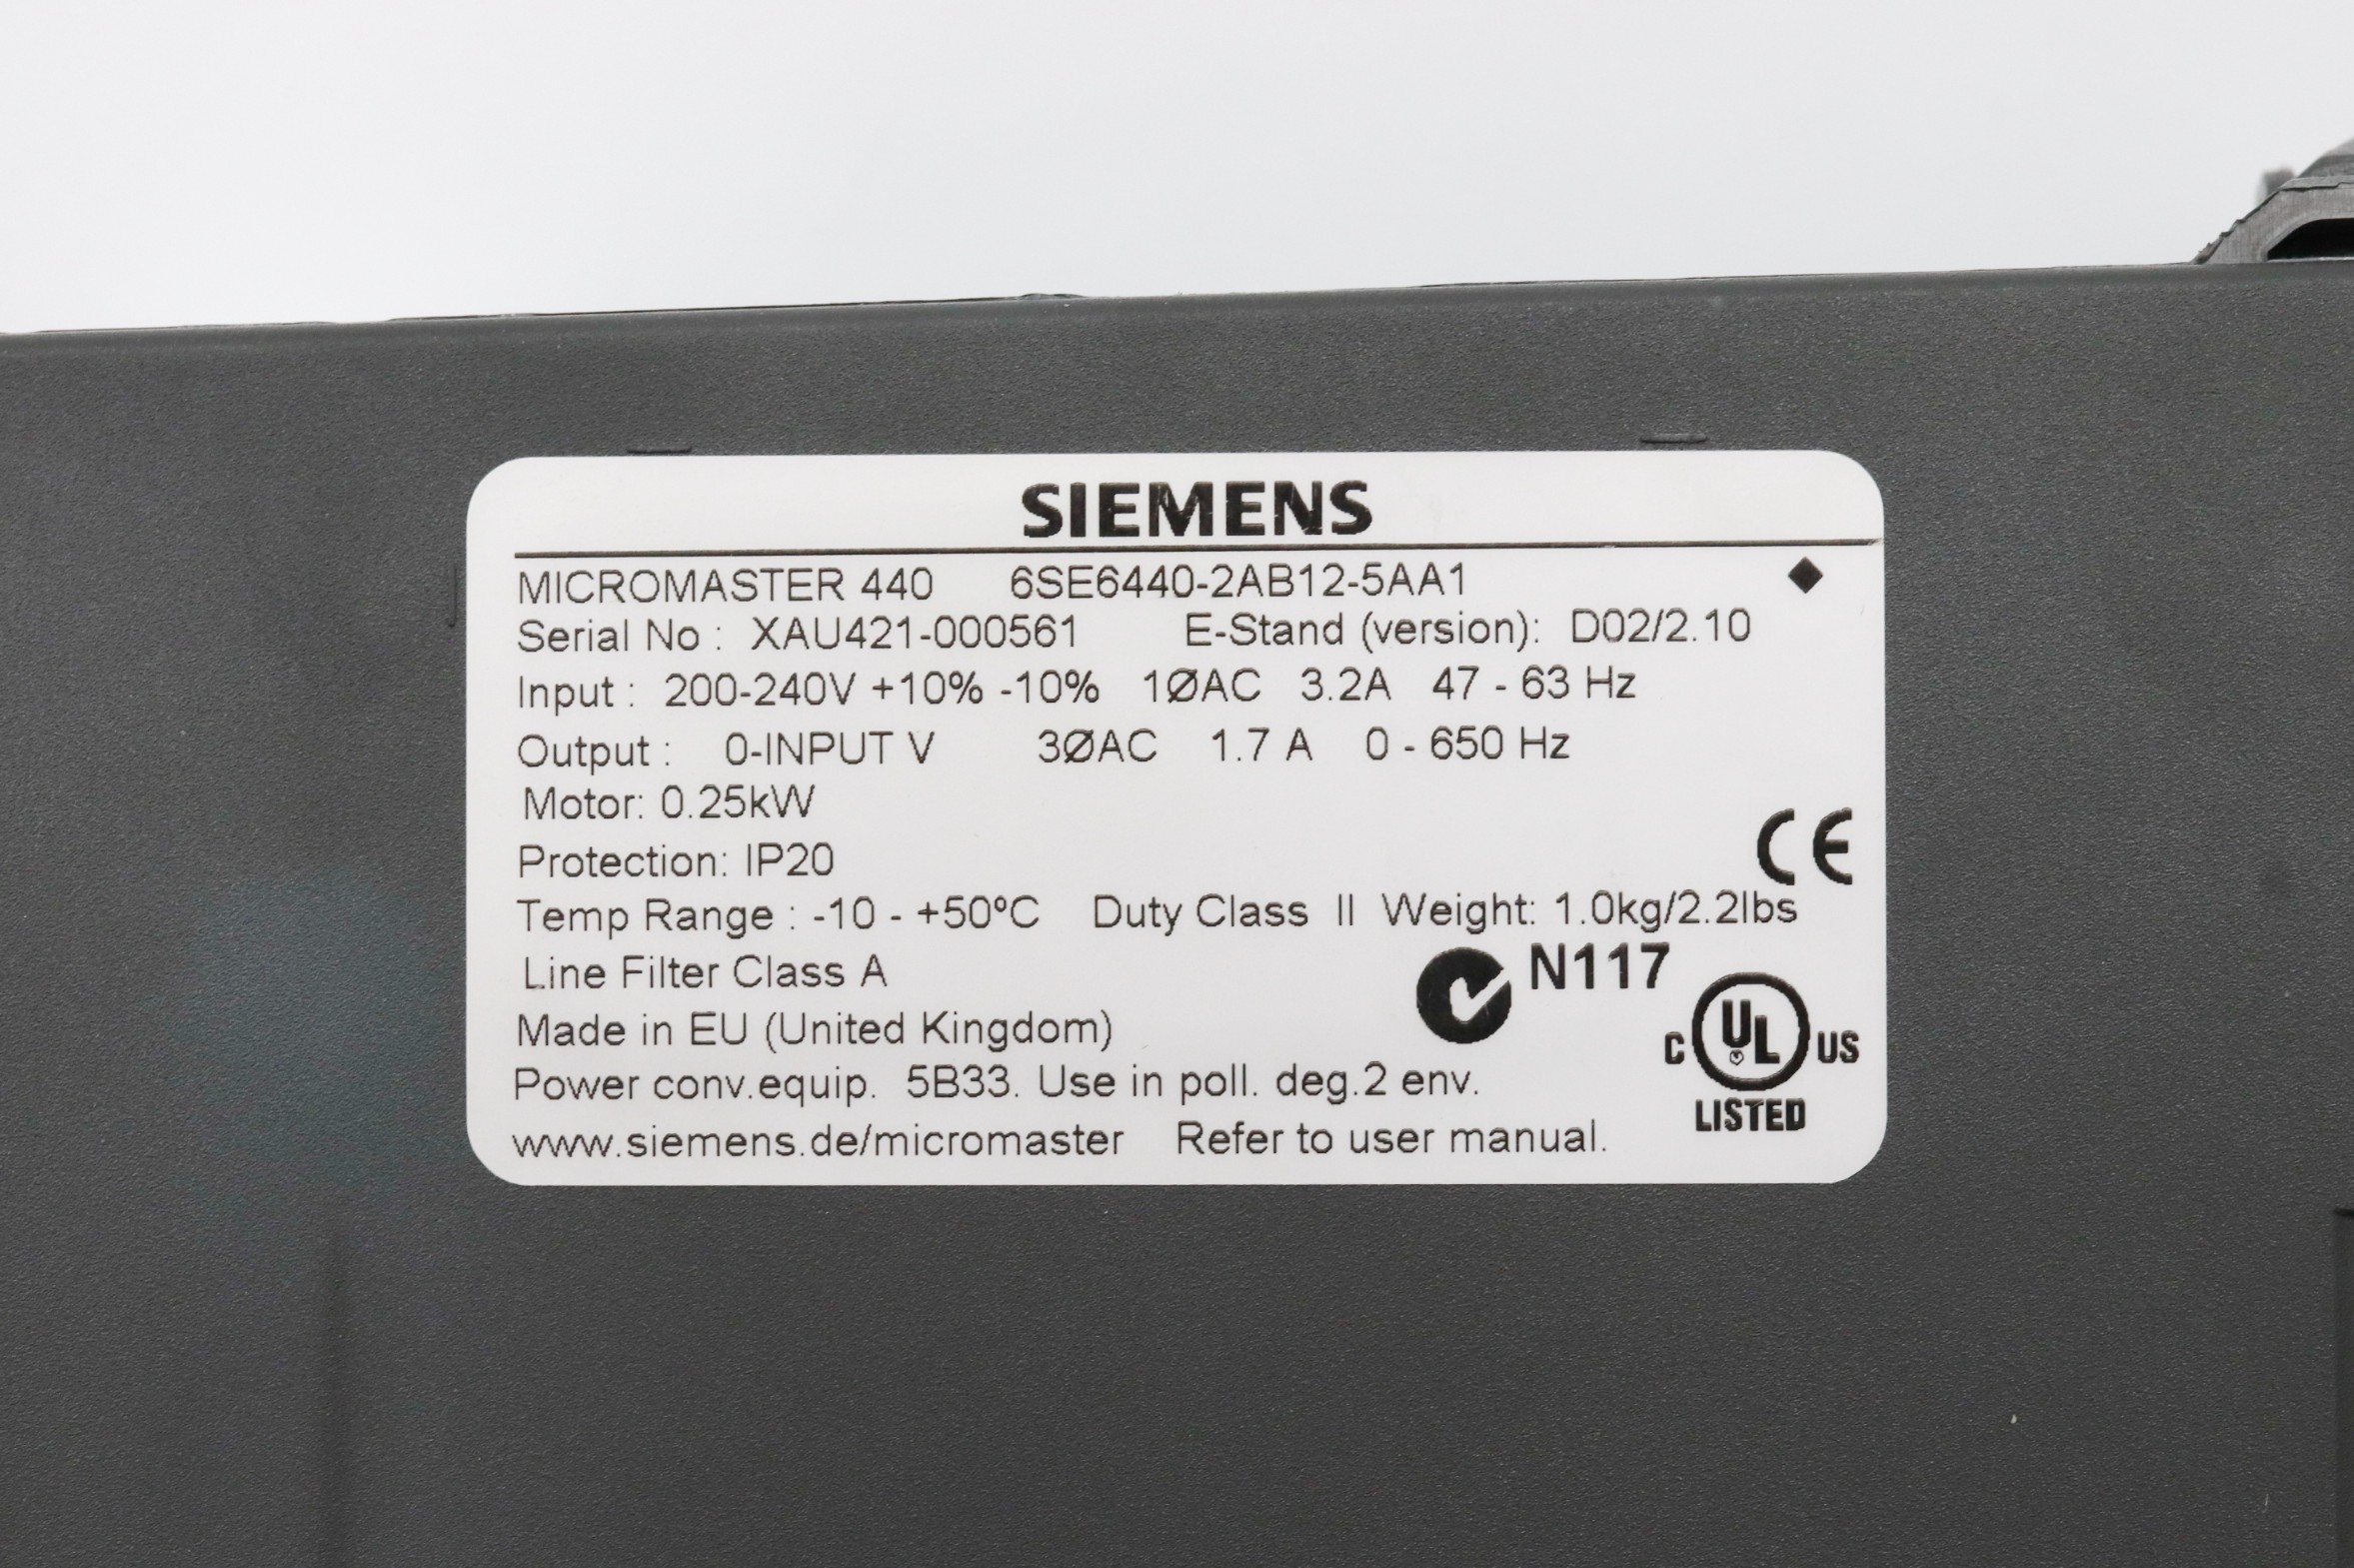 SIEMENS
MICROMASTER 440 6SE6440-2AB12-5AA1
Serial No : XAU421-000561 E-Stand (version): D02/2.10
Input : 200-240V +10% -10% 1ØAC 3.2A 47 - 63 Hz
Output : 0-INPUT V 3ØAC 1.7 A 0 - 650 Hz
Motor: 0.25kW
Protection: IP20
CE
Temp Range : -10 - +50ºC Duty Class II Weight: 1.0kg/2.2lbs
Line Filter Class A
N117
Made in EU (United Kingdom)
C UL US
LISTED
Power conv.equip. 5B33. Use in poll. deg.2 env.
www.siemens.de/micromaster Refer to user manual.